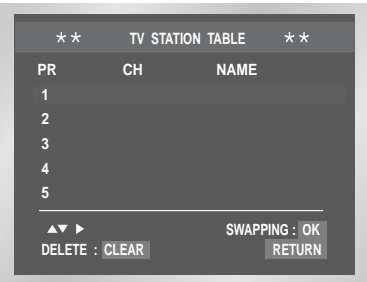 ** TV STATION TABLE **
PR CH NAME
1
2
3
4
5
▲▼ ▶ SWAPPING : OK
DELETE : CLEAR RETURN